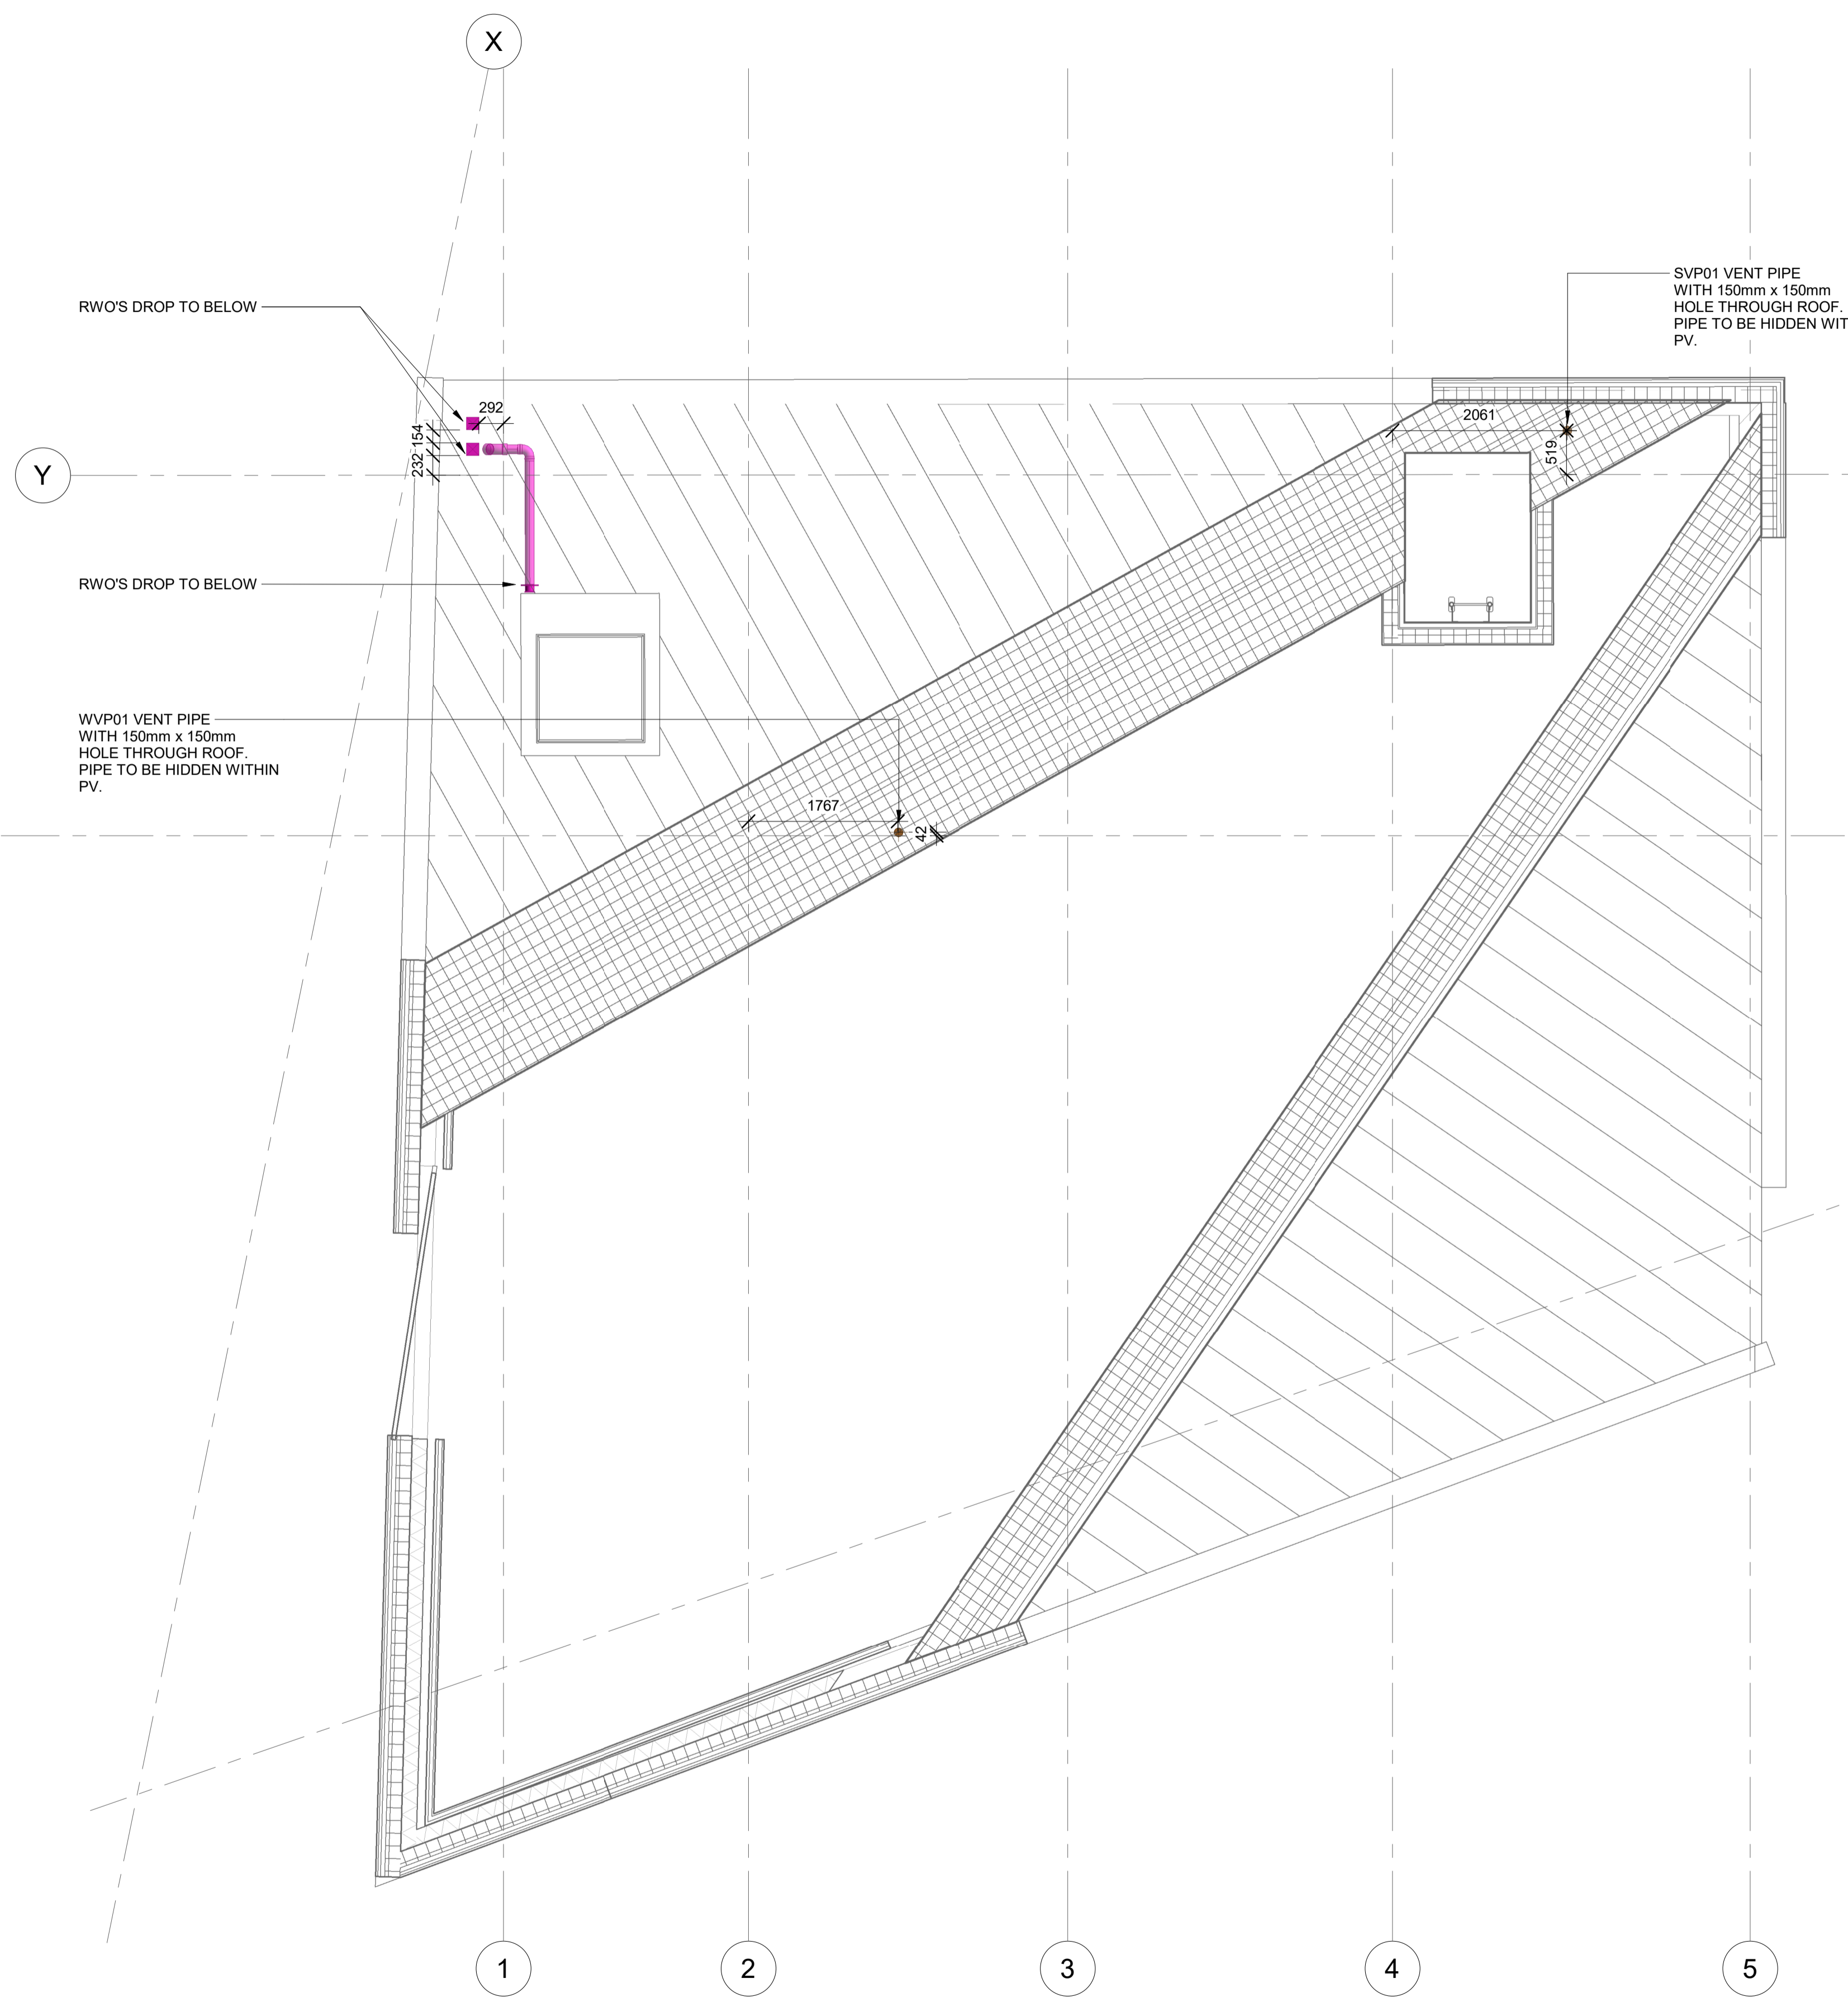 X
SVP01 VENT PIPE
WITH 150mm x 150mm
HOLE THROUGH ROOF.
PIPE TO BE HIDDEN WIT
PV.
RWO'S DROP TO BELOW
292
154
232
2061
519
Y
RWO'S DROP TO BELOW
WVP01 VENT PIPE
WITH 150mm x 150mm
HOLE THROUGH ROOF.
PIPE TO BE HIDDEN WITHIN
PV.
1767
42
1
2
3
4
5